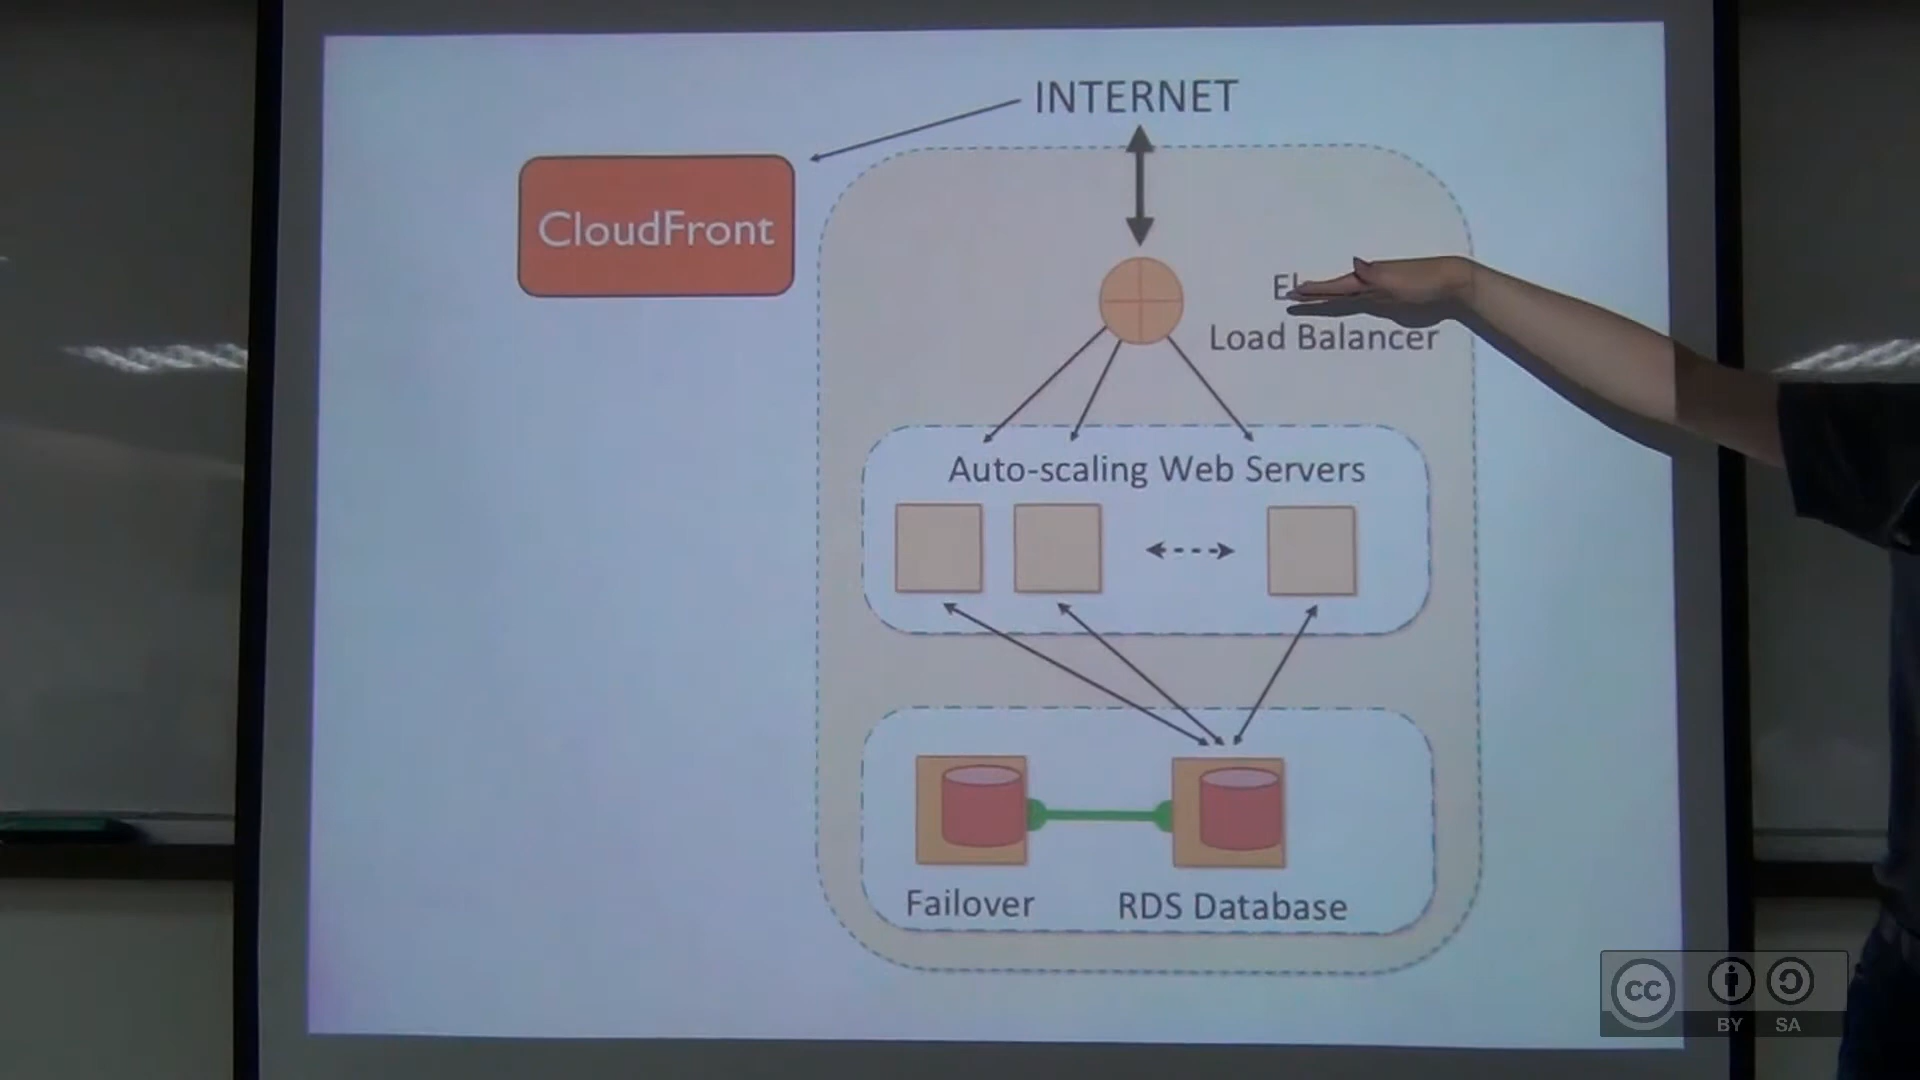 INTERNET
CloudFront
Load Balancer
Auto-scaling Web Servers
Failover
RDS Database
cc
BY SA